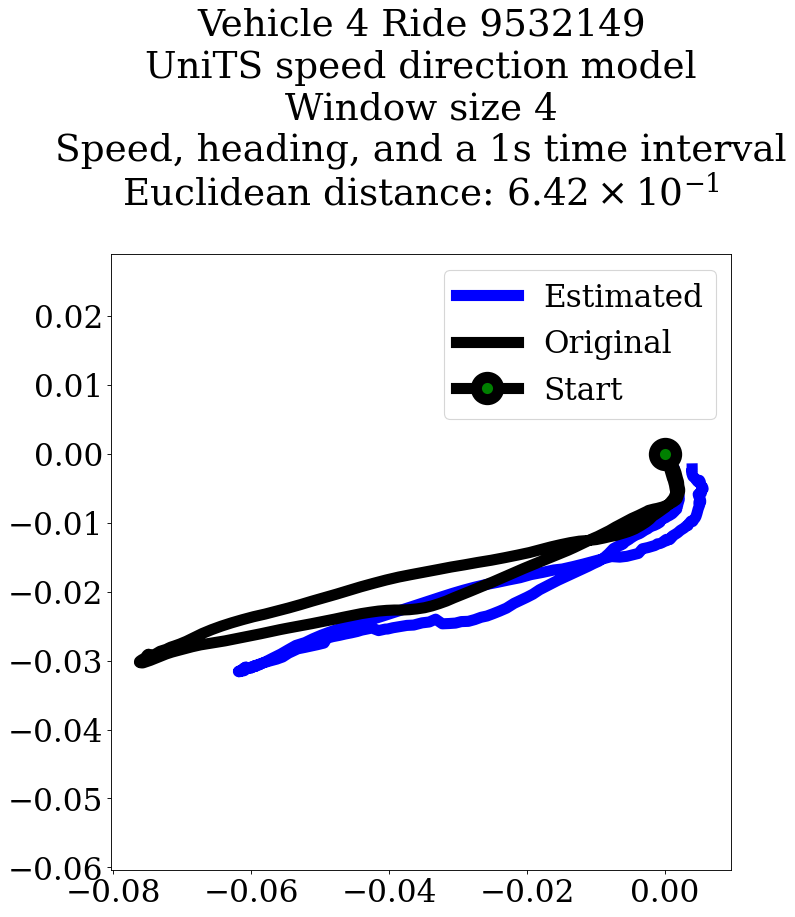 Vehicle 4 Ride 9532149
UniTS speed direction model
Window size 4
Speed, heading, and a 1s time interval
Euclidean distance: 6.42 × 10⁻¹
Estimated
Original
Start
0.02
0.01
0.00
−0.01
−0.02
−0.03
−0.04
−0.05
−0.06
−0.08 −0.06 −0.04 −0.02 0.00